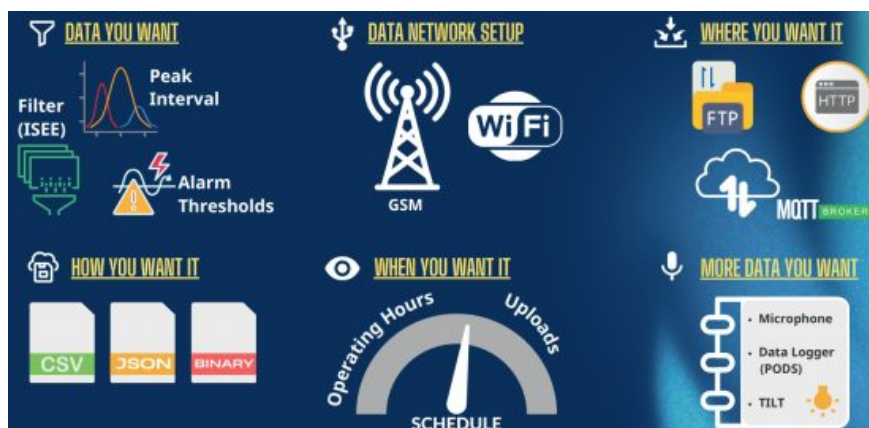 DATA YOU WANT
Peak
Interval
Filter
(ISEE)
Alarm
Thresholds
DATA NETWORK SETUP
GSM
WiFi
WHERE YOU WANT IT
FTP
HTTP
MQTT BROKER
HOW YOU WANT IT
CSV
JSON
BINARY
WHEN YOU WANT IT
Operating Hours
Uploads
SCHEDULE
MORE DATA YOU WANT
· Microphone
· Data Logger
(PODS)
· TILT